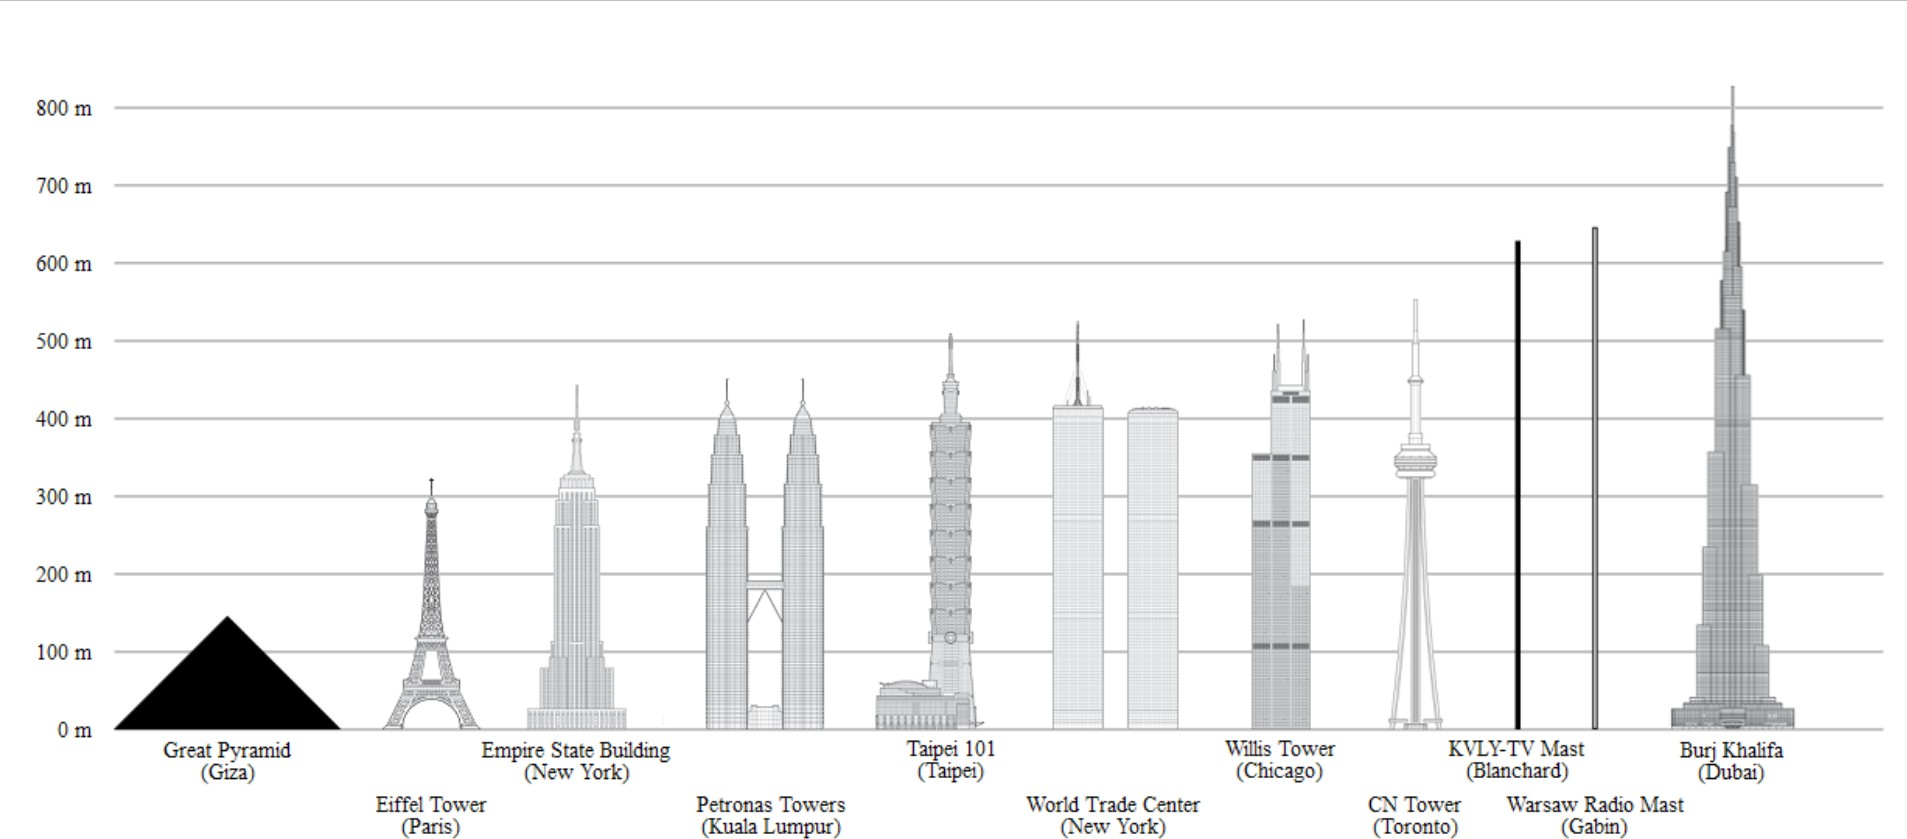 800 m
700 m
600 m
500 m
400 m
300 m
200 m
100 m
0 m
Great Pyramid
(Giza)
Eiffel Tower
(Paris)
Empire State Building
(New York)
Petronas Towers
(Kuala Lumpur)
Taipei 101
(Taipei)
World Trade Center
(New York)
Willis Tower
(Chicago)
CN Tower
(Toronto)
KVLY-TV Mast
(Blanchard)
Warsaw Radio Mast
(Gabin)
Burj Khalifa
(Dubai)